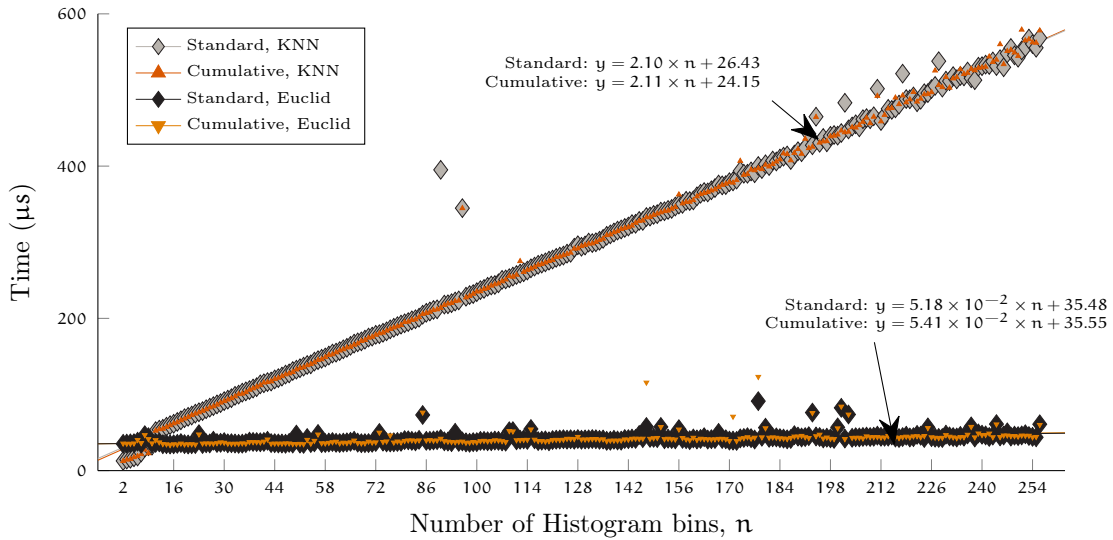 600
400
200
0
Time (µs)
Standard, KNN
Cumulative, KNN
Standard, Euclid
Cumulative, Euclid
Standard: y = 2.10 × n + 26.43
Cumulative: y = 2.11 × n + 24.15
Standard: y = 5.18 × 10⁻² × n + 35.48
Cumulative: y = 5.41 × 10⁻² × n + 35.55
2 16 30 44 58 72 86 100 114 128 142 156 170 184 198 212 226 240 254
Number of Histogram bins, n